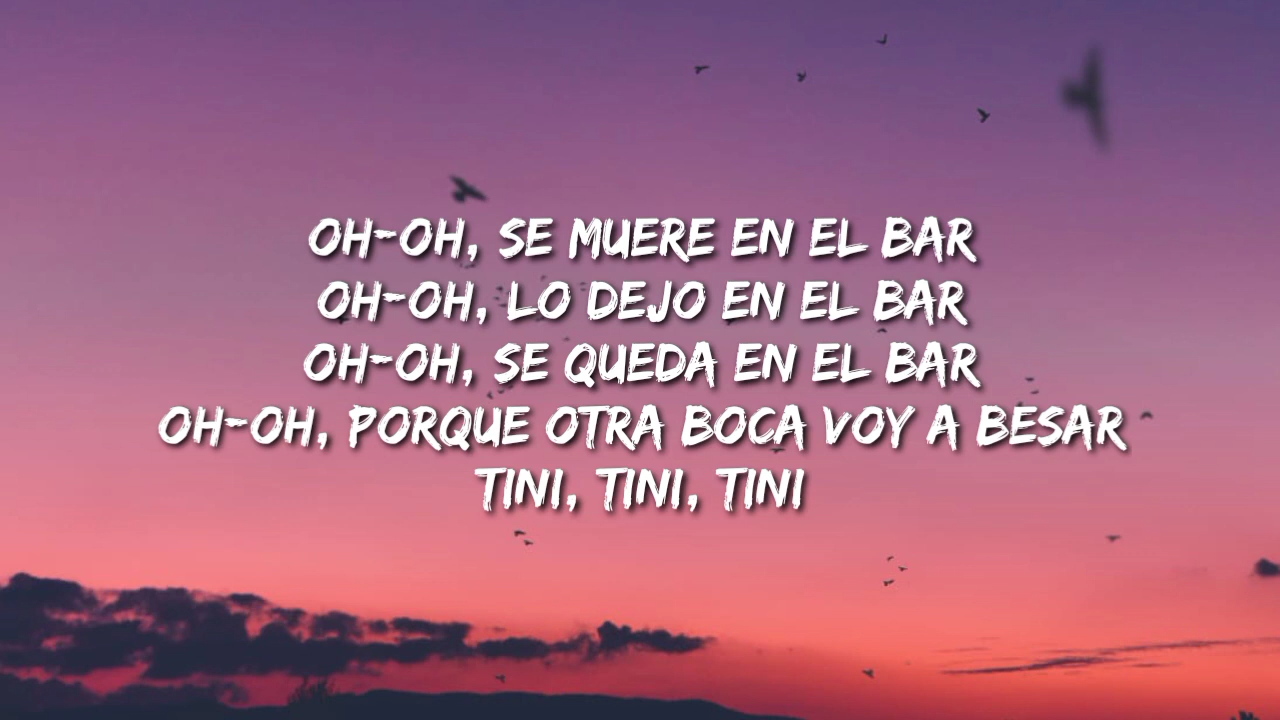 OH-OH, SE MUERE EN EL BAR
OH-OH, LO DEJO EN EL BAR
OH-OH, SE QUEDA EN EL BAR
OH-OH, PORQUE OTRA BOCA VOY A BESAR
TINI, TINI, TINI